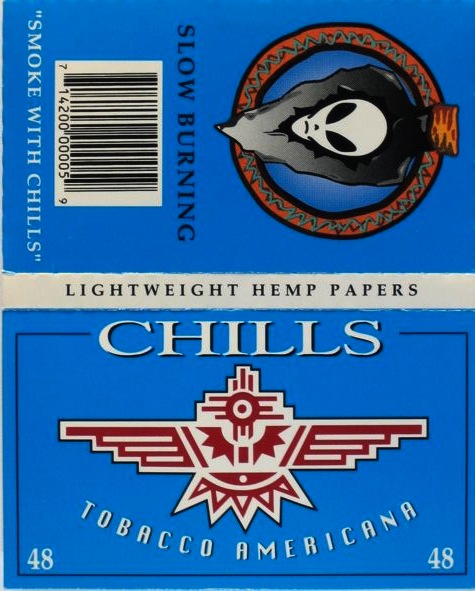 "SMOKE WITH CHILLS"
7 14200 00005 9
SLOW BURNING
LIGHTWEIGHT HEMP PAPERS
CHILLS
TOBACCO AMERICANA
48 48